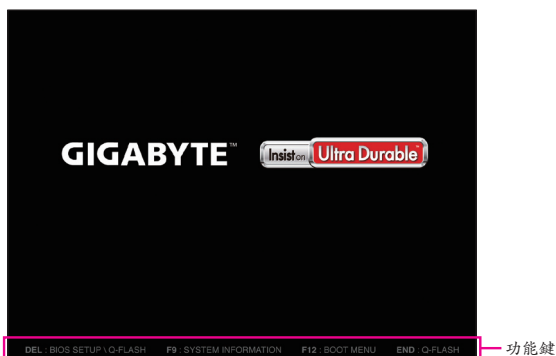 GIGABYTE™
Insist on Ultra Durable™
DEL : BIOS SETUP \ Q-FLASH F9 : SYSTEM INFORMATION F12 : BOOT MENU END : Q-FLASH
功能鍵